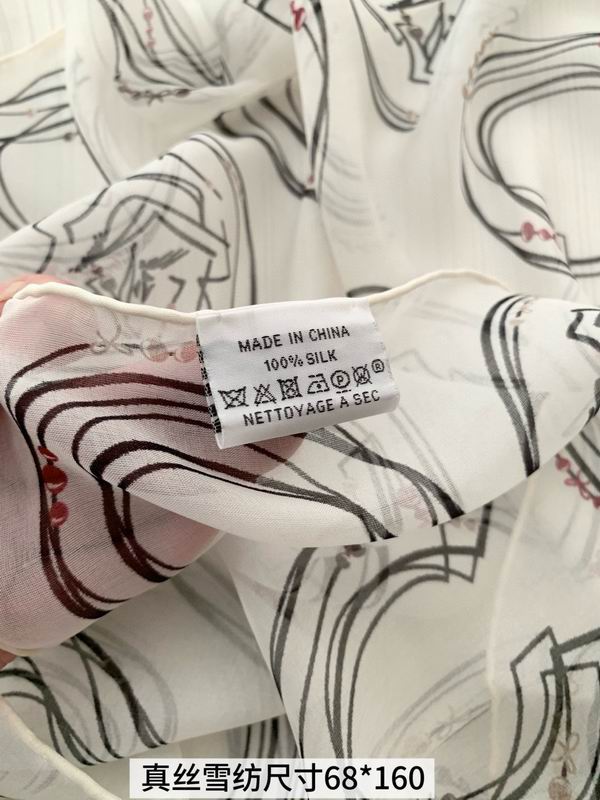 MADE IN CHINA
100% SILK
P ®
NETTOYAGE À SEC
真丝雪纺尺寸68*160